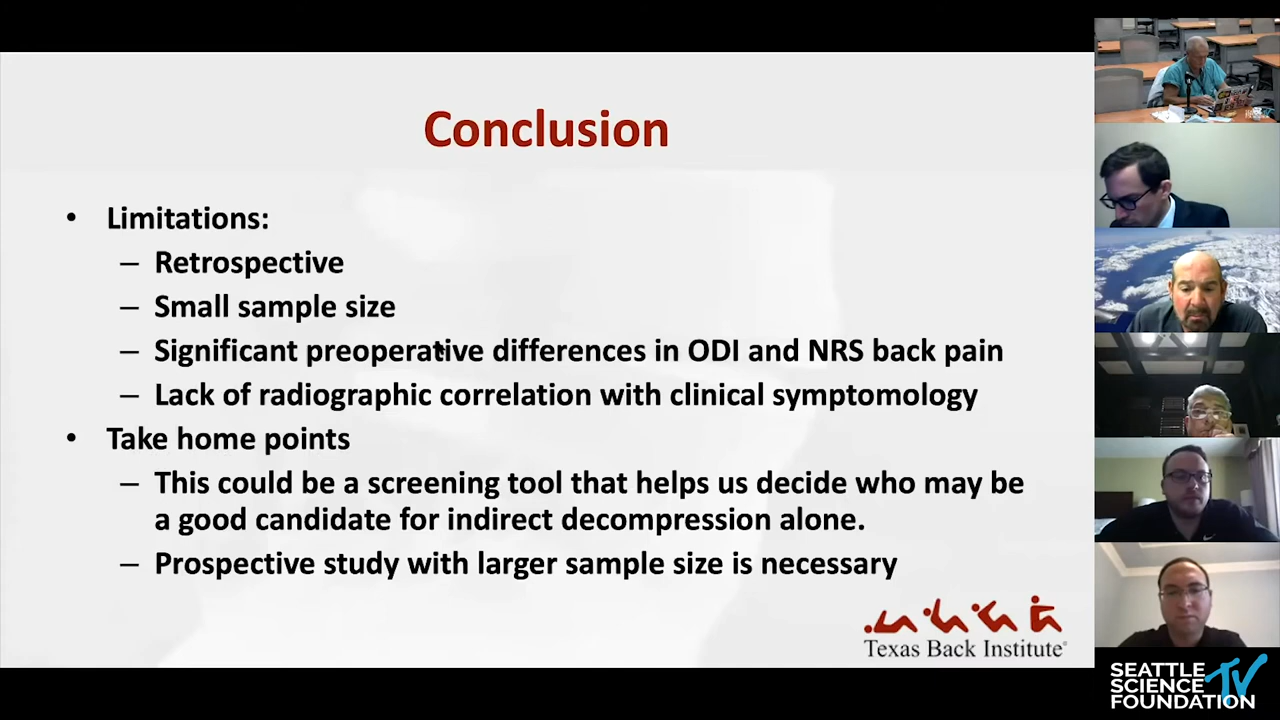 Conclusion
• Limitations:
– Retrospective
– Small sample size
– Significant preoperative differences in ODI and NRS back pain
– Lack of radiographic correlation with clinical symptomology
• Take home points
– This could be a screening tool that helps us decide who may be
a good candidate for indirect decompression alone.
– Prospective study with larger sample size is necessary
Texas Back Institute®
SEATTLE
SCIENCE
FOUNDATION
TV